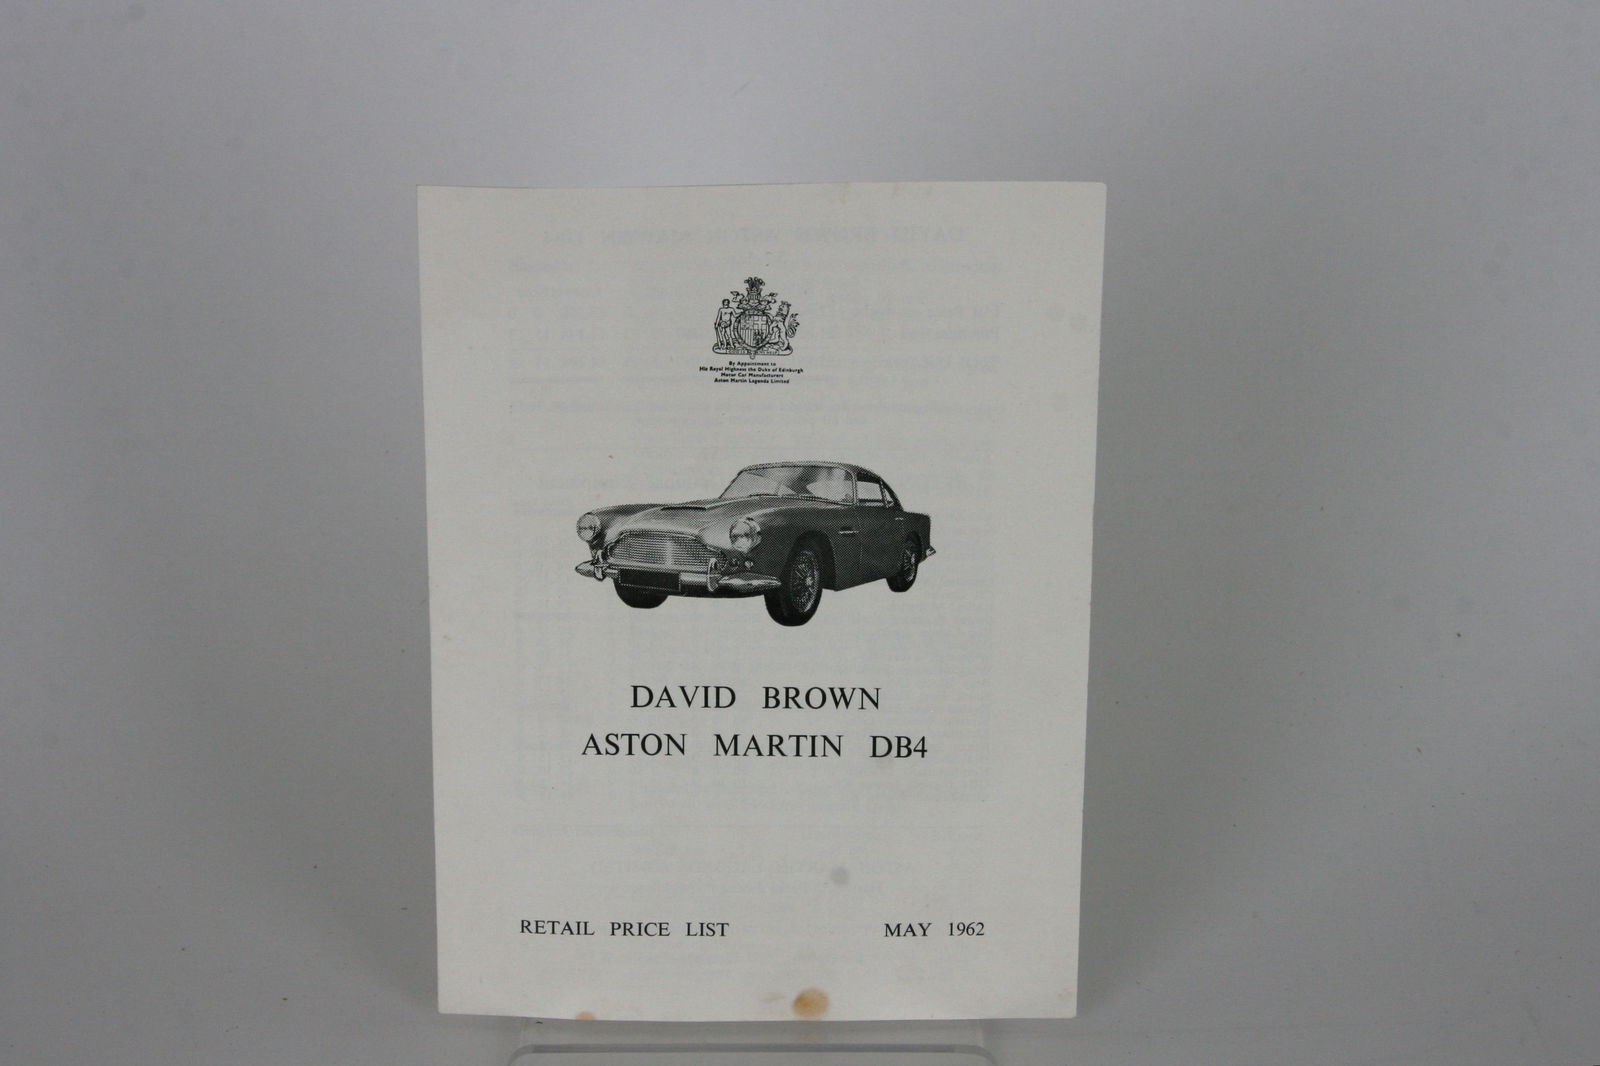 By Appointment to
His Royal Highness the Duke of Edinburgh
Motor Car Manufacturers
Aston Martin Lagonda Limited
DAVID BROWN
ASTON MARTIN DB4
RETAIL PRICE LIST MAY 1962